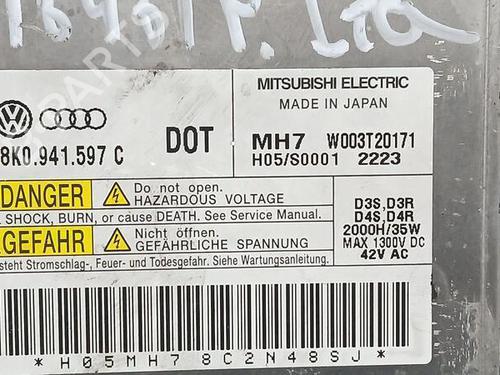 MITSUBISHI ELECTRIC
MADE IN JAPAN
8K0.941.597 C
DOT
MH7 W003T20171
H05/S0001 2223
DANGER
Do not open.
HAZARDOUS VOLTAGE
SHOCK, BURN, or cause DEATH. See Service Manual.
GEFAHR
Nicht öffnen.
GEFÄHRLICHE SPANNUNG
steht Stromschlag-, Feuer- und Todesgefahr. Siehe Wartungsanleitung.
D3S, D3R
D4S, D4R
2000H/35W
MAX 1300V DC
42V AC
*H05MH78C2N48SJ*